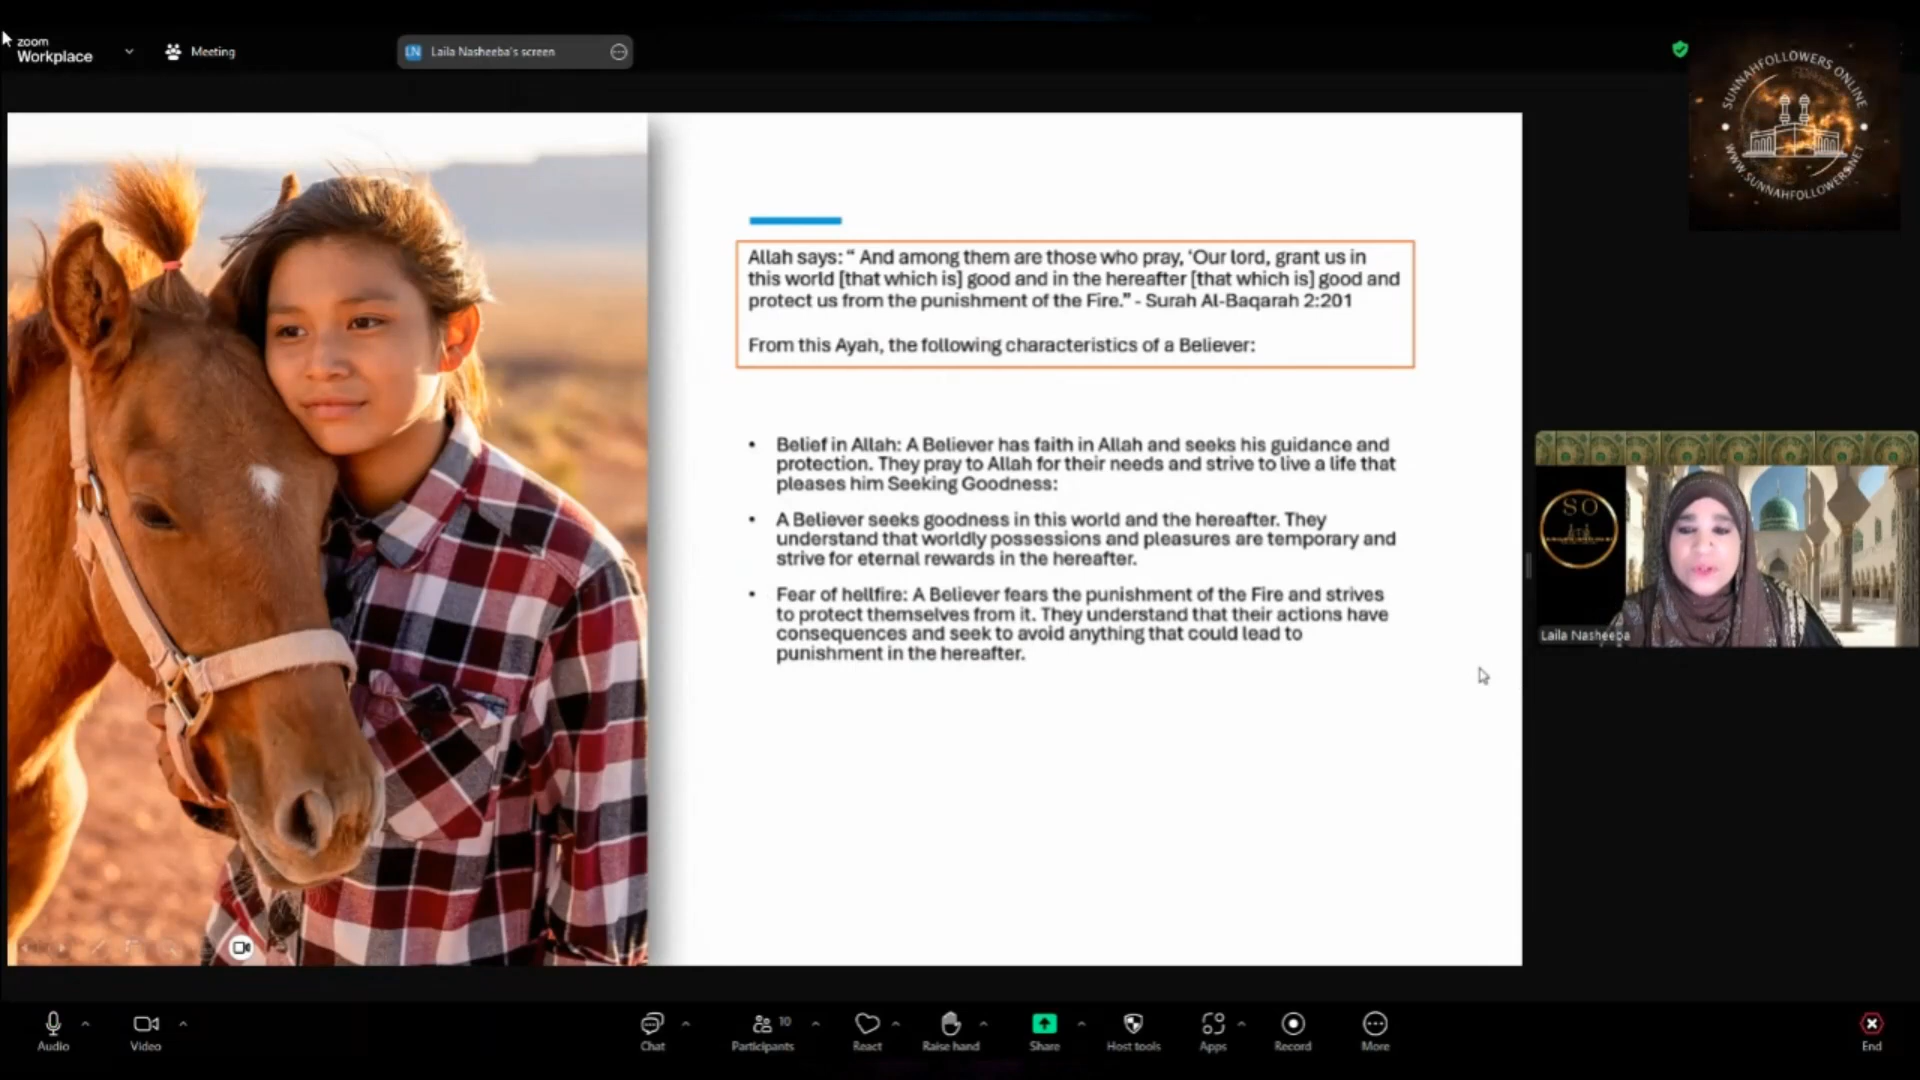 zoom
Workplace
Meeting
LN Laila Nasheeba's screen
SUNNAHFOLLOWERS ONLINE
WWW.SUNNAHFOLLOWERS.NET
Allah says: “ And among them are those who pray, ‘Our lord, grant us in
this world [that which is] good and in the hereafter [that which is] good and
protect us from the punishment of the Fire.” - Surah Al-Baqarah 2:201
From this Ayah, the following characteristics of a Believer:
• Belief in Allah: A Believer has faith in Allah and seeks his guidance and
protection. They pray to Allah for their needs and strive to live a life that
pleases him Seeking Goodness:
• A Believer seeks goodness in this world and the hereafter. They
understand that worldly possessions and pleasures are temporary and
strive for eternal rewards in the hereafter.
• Fear of hellfire: A Believer fears the punishment of the Fire and strives
to protect themselves from it. They understand that their actions have
consequences and seek to avoid anything that could lead to
punishment in the hereafter.
SO
Laila Nasheeba
Audio
Video
Chat
10
Participants
React
Raise hand
Share
Host tools
Apps
Record
More
End